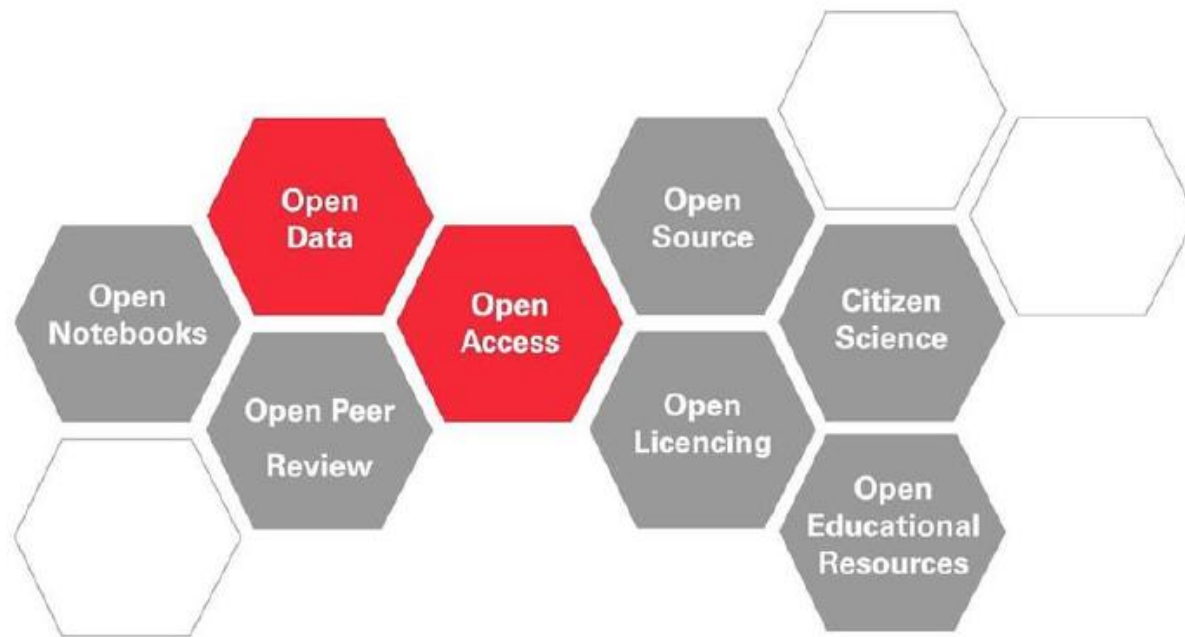 Open
Data
Open
Source
Open
Notebooks
Open
Access
Citizen
Science
Open Peer
Review
Open
Licencing
Open
Educational
Resources